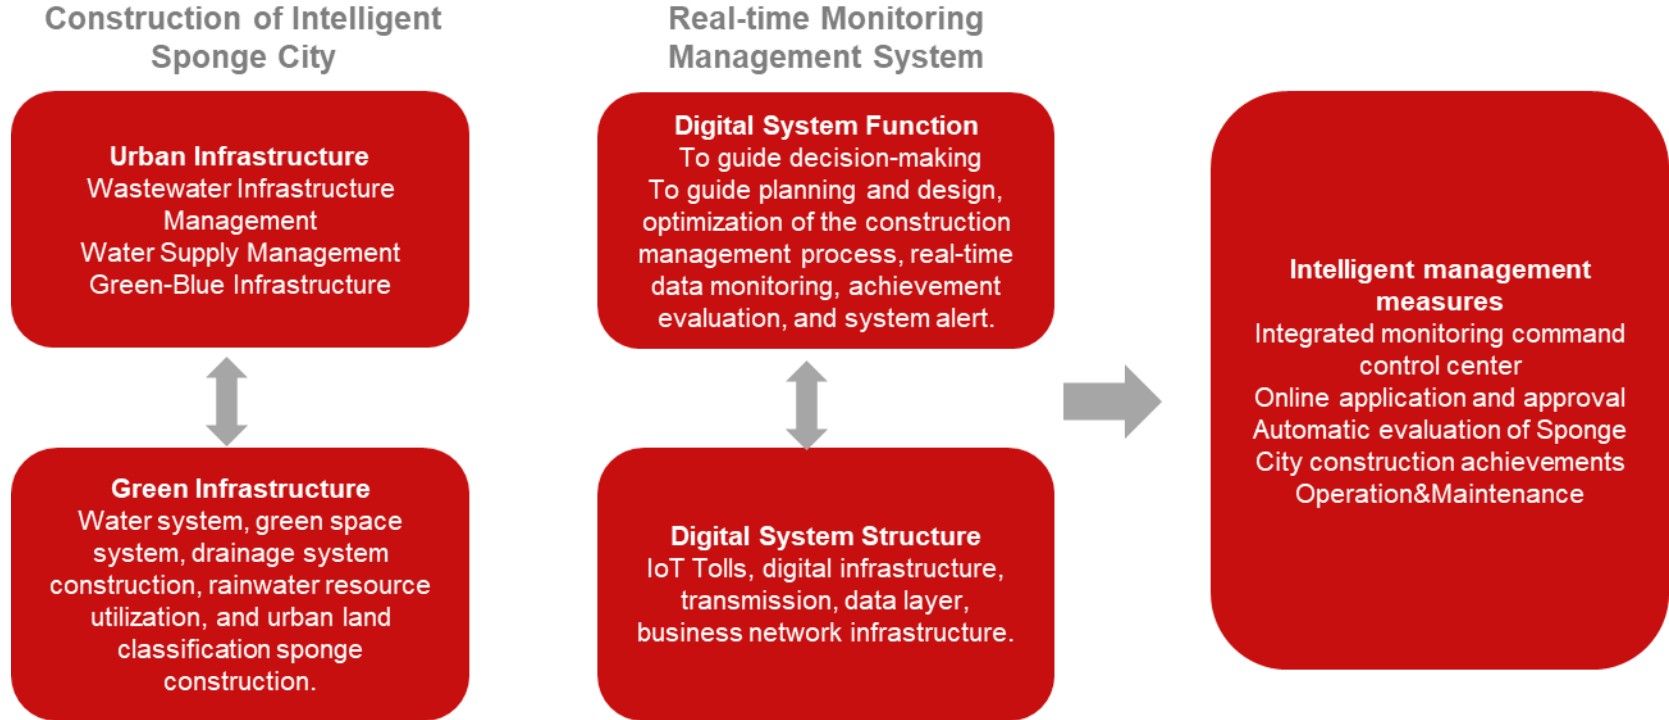 Construction of Intelligent
Sponge City
Urban Infrastructure
Wastewater Infrastructure
Management
Water Supply Management
Green-Blue Infrastructure
Green Infrastructure
Water system, green space
system, drainage system
construction, rainwater resource
utilization, and urban land
classification sponge
construction.
Real-time Monitoring
Management System
Digital System Function
To guide decision-making
To guide planning and design,
optimization of the construction
management process, real-time
data monitoring, achievement
evaluation, and system alert.
Digital System Structure
IoT Tolls, digital infrastructure,
transmission, data layer,
business network infrastructure.
Intelligent management
measures
Integrated monitoring command
control center
Online application and approval
Automatic evaluation of Sponge
City construction achievements
Operation&Maintenance